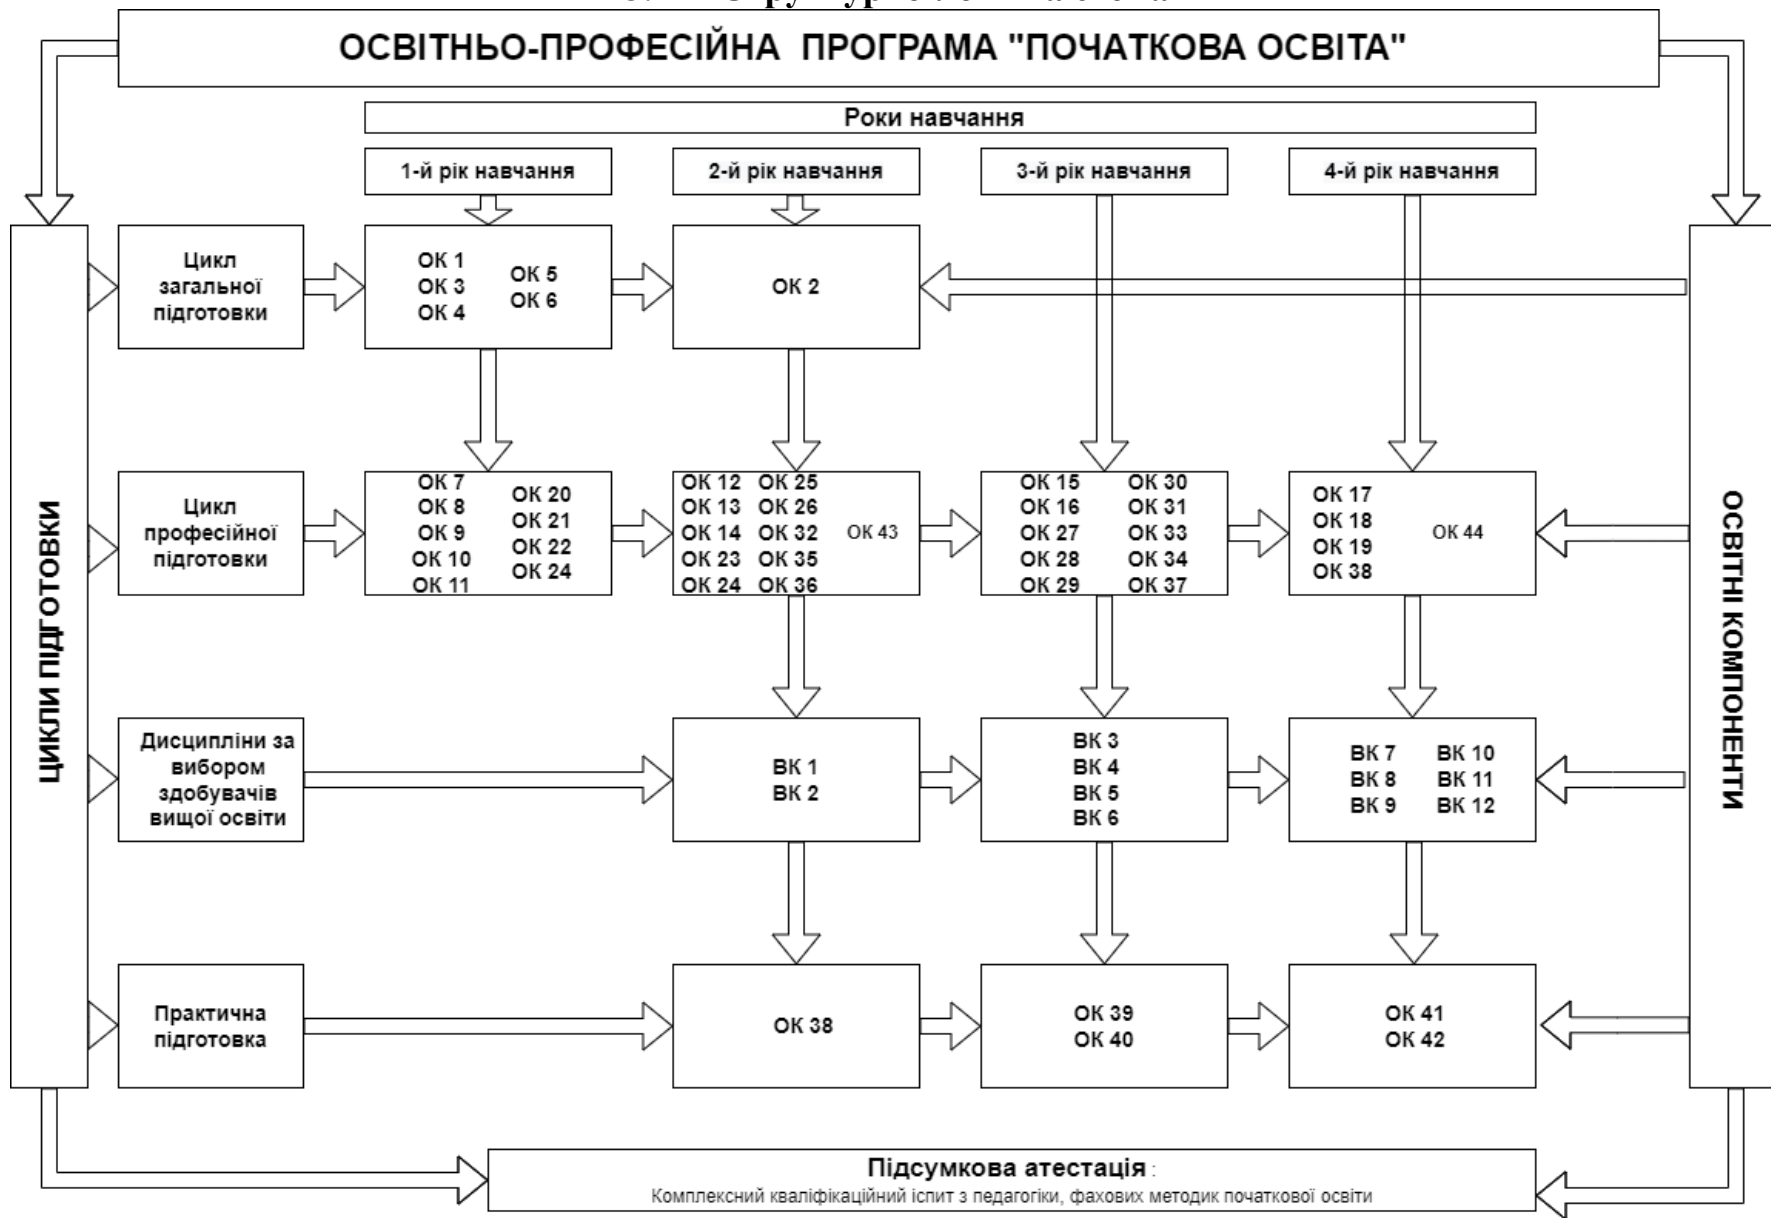 ОСВІТНЬО-ПРОФЕСІЙНА ПРОГРАМА "ПОЧАТКОВА ОСВІТА"
Роки навчання
1-й рік навчання
2-й рік навчання
3-й рік навчання
4-й рік навчання
ЦИКЛИ ПІДГОТОВКИ
Цикл
загальної
підготовки
ОК 1
ОК 3
ОК 4
ОК 5
ОК 6
ОК 2
Цикл
професійної
підготовки
ОК 7
ОК 8
ОК 9
ОК 10
ОК 11
ОК 20
ОК 21
ОК 22
ОК 24
ОК 12
ОК 13
ОК 14
ОК 23
ОК 24
ОК 25
ОК 26
ОК 32
ОК 35
ОК 36
ОК 43
ОК 15
ОК 16
ОК 27
ОК 28
ОК 29
ОК 30
ОК 31
ОК 33
ОК 34
ОК 37
ОК 17
ОК 18
ОК 19
ОК 38
ОК 44
Дисципліни за
вибором
здобувачів
вищої освіти
ВК 1
ВК 2
ВК 3
ВК 4
ВК 5
ВК 6
ВК 7
ВК 8
ВК 9
ВК 10
ВК 11
ВК 12
Практична
підготовка
ОК 38
ОК 39
ОК 40
ОК 41
ОК 42
ОСВІТНІ КОМПОНЕНТИ
Підсумкова атестація :
Комплексний кваліфікаційний іспит з педагогіки, фахових методик початкової освіти